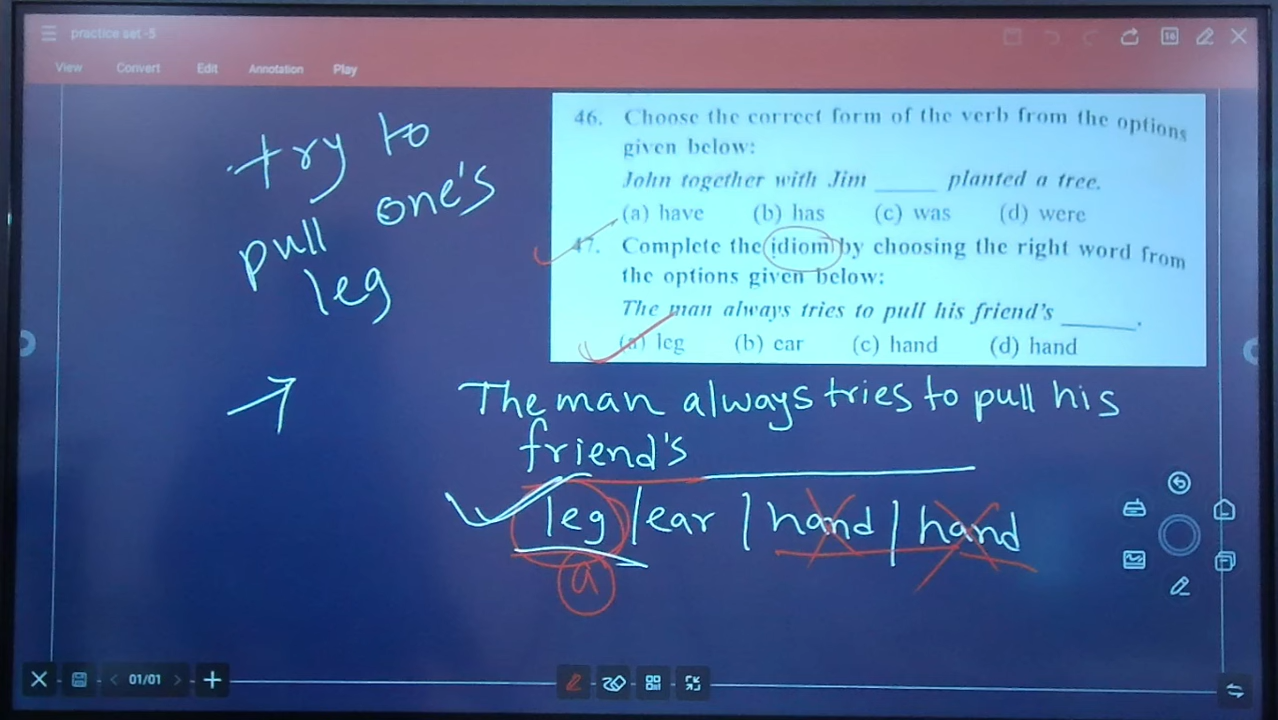 practice set -5
16
View Convert Edit Annotation Play
try to
pull one's
leg
46. Choose the correct form of the verb from the options
given below:
John together with Jim ______ planted a tree.
(a) have (b) has (c) was (d) were
47. Complete the idiom by choosing the right word from
the options given below:
The man always tries to pull his friend's _______.
(a) leg (b) ear (c) hand (d) hand
The man always tries to pull his
friend's
leg / ear / hand / hand
a
01/01